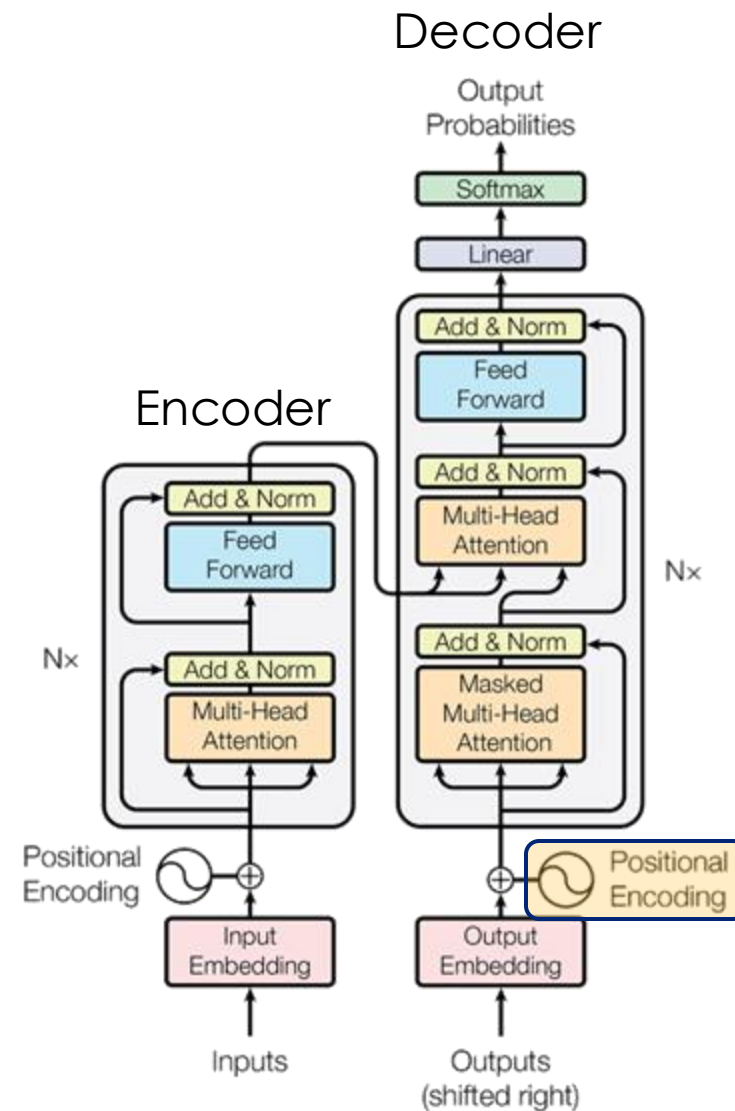 Decoder
Output
Probabilities
Softmax
Linear
Add & Norm
Feed
Forward
Add & Norm
Multi-Head
Attention
Nx
Add & Norm
Masked
Multi-Head
Attention
Positional
Encoding
Output
Embedding
Outputs
(shifted right)
Encoder
Add & Norm
Feed
Forward
Nx
Add & Norm
Multi-Head
Attention
Positional
Encoding
Input
Embedding
Inputs